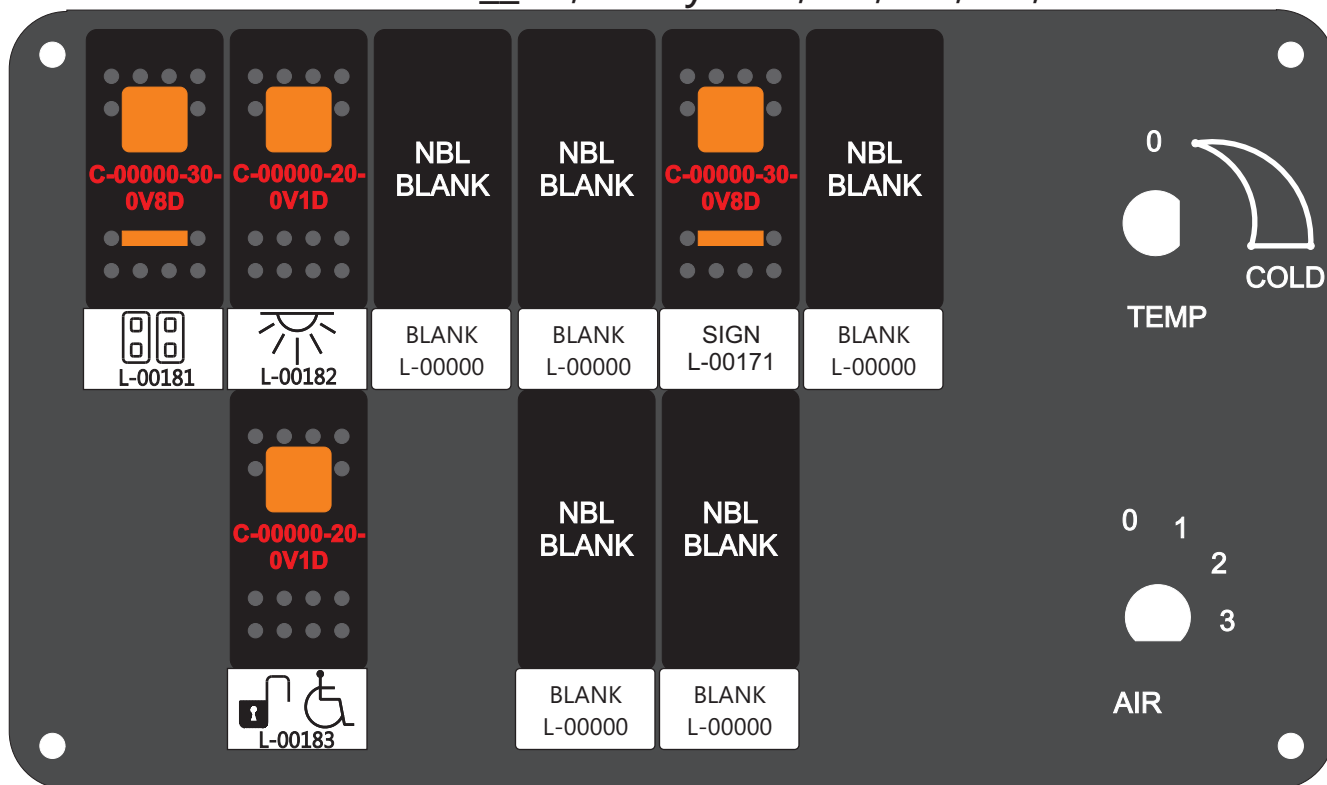 C-00000-30-
0V8D
C-00000-20-
0V1D
NBL
BLANK
NBL
BLANK
C-00000-30-
0V8D
NBL
BLANK
L-00181
L-00182
BLANK
L-00000
BLANK
L-00000
SIGN
L-00171
BLANK
L-00000
0
COLD
TEMP
C-00000-20-
0V1D
NBL
BLANK
NBL
BLANK
L-00183
BLANK
L-00000
BLANK
L-00000
0
1
2
3
AIR